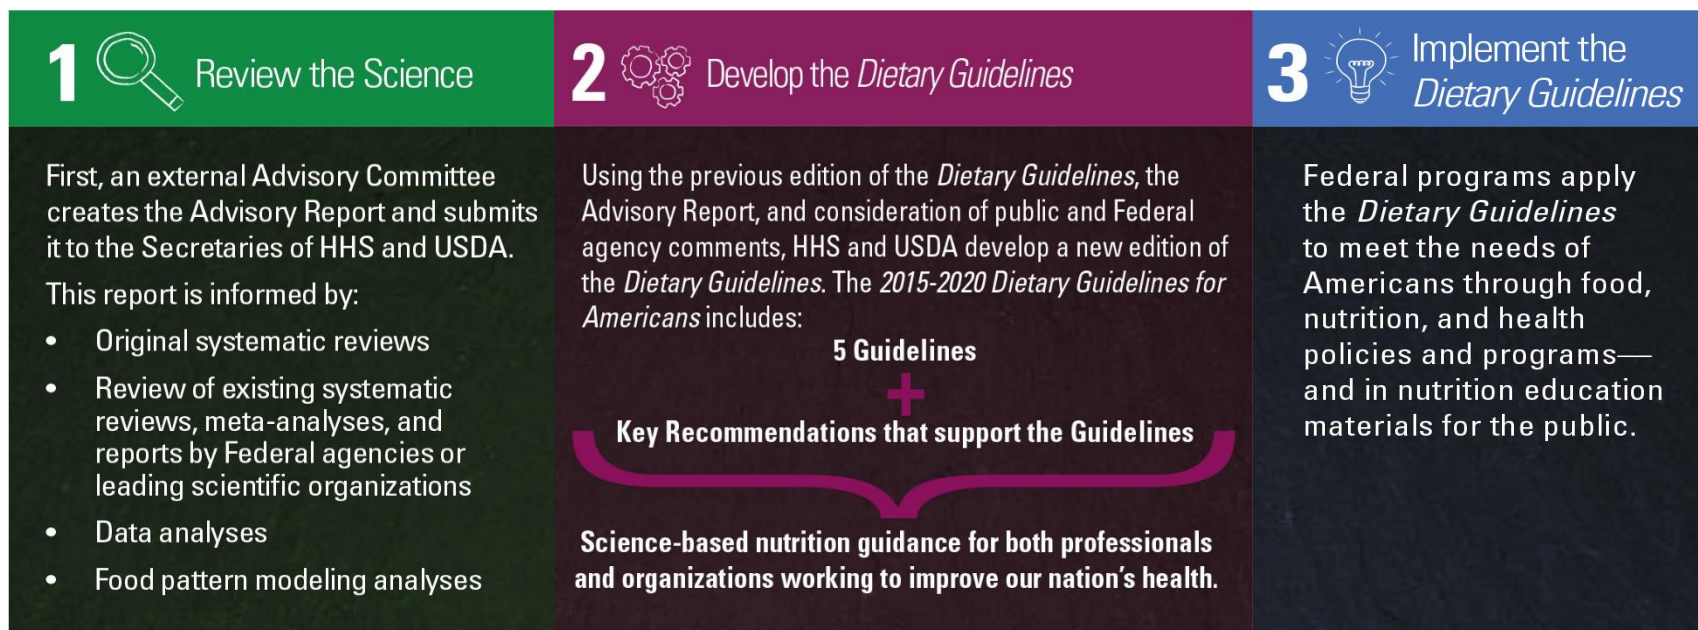 1 Review the Science
First, an external Advisory Committee
creates the Advisory Report and submits
it to the Secretaries of HHS and USDA.
This report is informed by:
• Original systematic reviews
• Review of existing systematic
reviews, meta-analyses, and
reports by Federal agencies or
leading scientific organizations
• Data analyses
• Food pattern modeling analyses
2 Develop the Dietary Guidelines
Using the previous edition of the Dietary Guidelines, the
Advisory Report, and consideration of public and Federal
agency comments, HHS and USDA develop a new edition of
the Dietary Guidelines. The 2015-2020 Dietary Guidelines for
Americans includes:
5 Guidelines
+
Key Recommendations that support the Guidelines
Science-based nutrition guidance for both professionals
and organizations working to improve our nation’s health.
3 Implement the
Dietary Guidelines
Federal programs apply
the Dietary Guidelines
to meet the needs of
Americans through food,
nutrition, and health
policies and programs—
and in nutrition education
materials for the public.